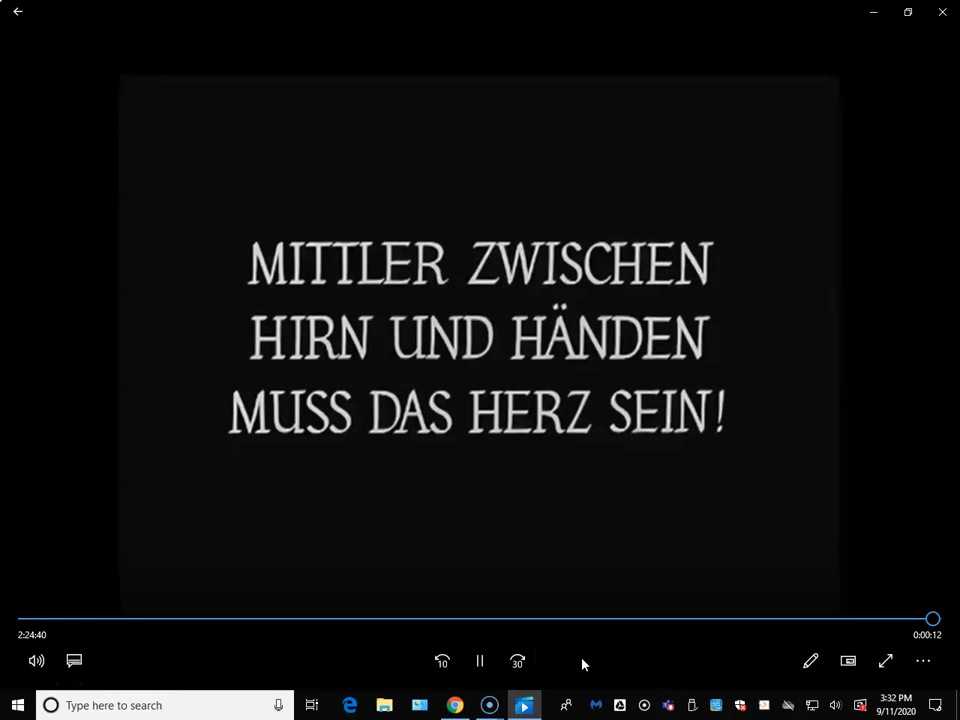 MITTLER ZWISCHEN
HIRN UND HÄNDEN
MUSS DAS HERZ SEIN!
2:24:40
0:00:12
10
30
Type here to search
3:32 PM
9/11/2020